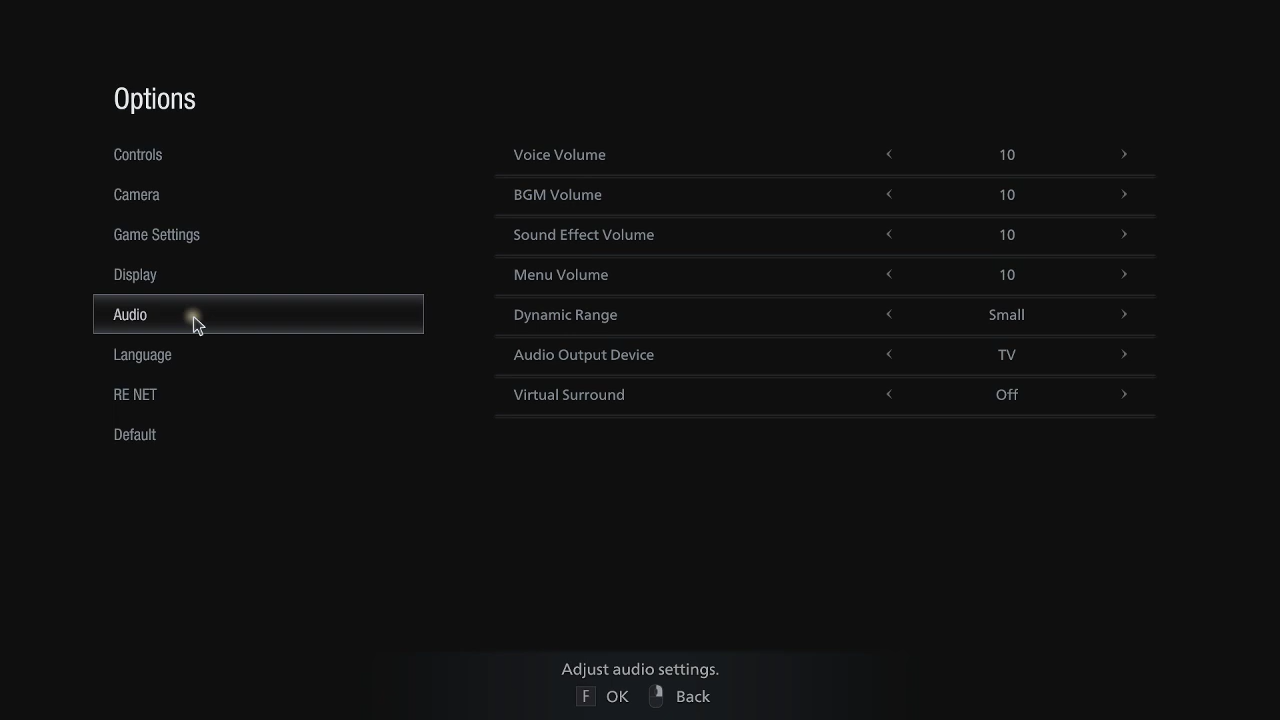 Options
Controls
Camera
Game Settings
Display
Audio
Language
RE NET
Default
Voice Volume 10
BGM Volume 10
Sound Effect Volume 10
Menu Volume 10
Dynamic Range Small
Audio Output Device TV
Virtual Surround Off
Adjust audio settings.
F OK Back